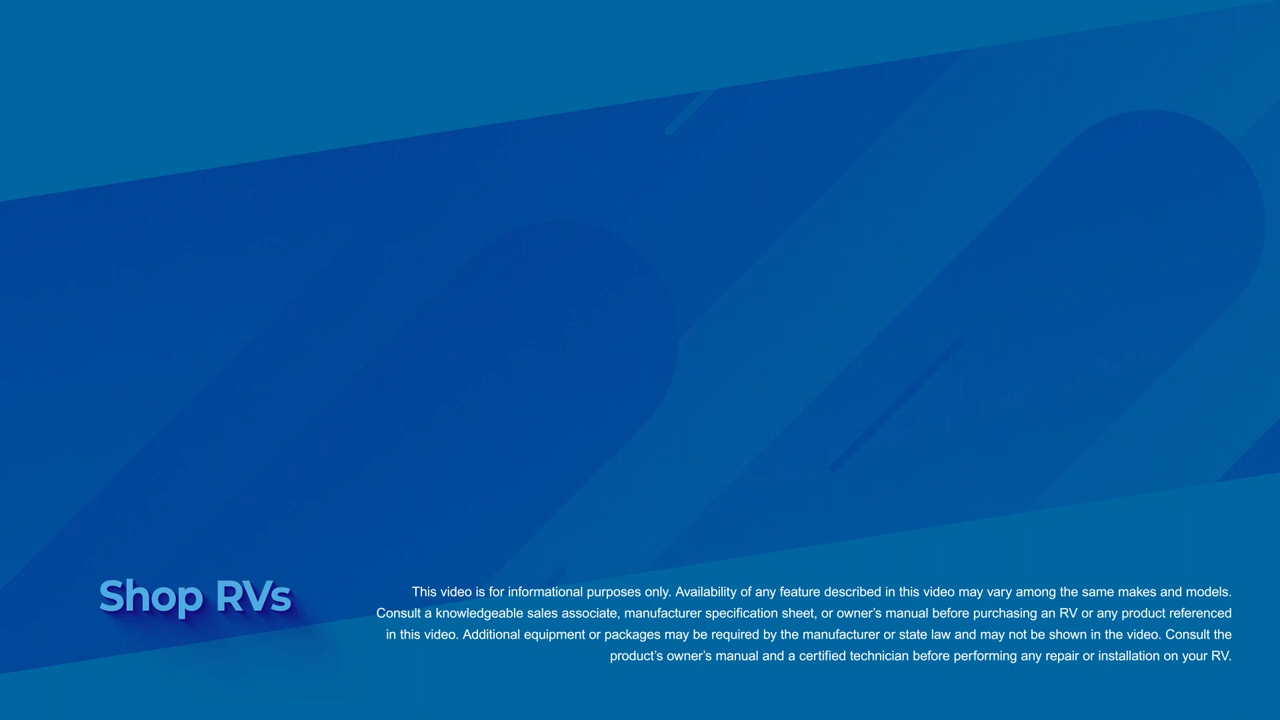 Shop RVs
This video is for informational purposes only. Availability of any feature described in this video may vary among the same makes and models.
Consult a knowledgeable sales associate, manufacturer specification sheet, or owner’s manual before purchasing an RV or any product referenced
in this video. Additional equipment or packages may be required by the manufacturer or state law and may not be shown in the video. Consult the
product’s owner’s manual and a certified technician before performing any repair or installation on your RV.